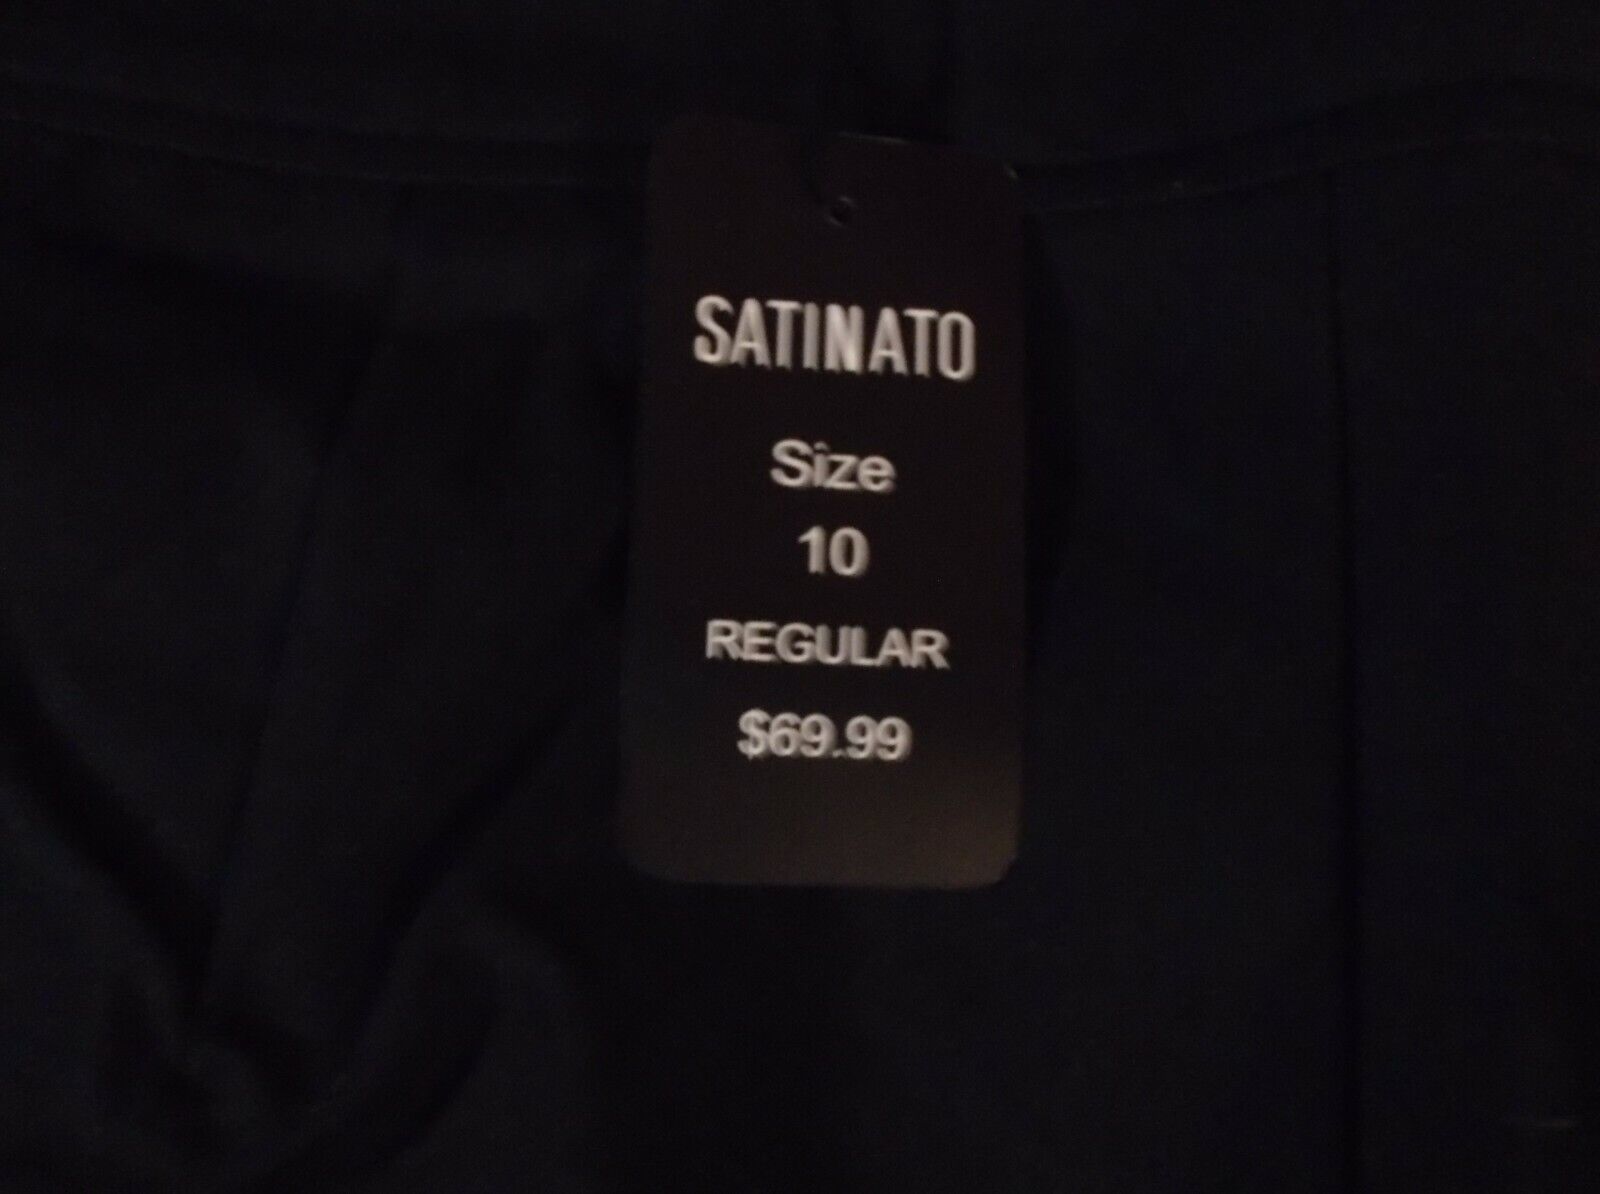 SATINATO
Size
10
REGULAR
$69.99